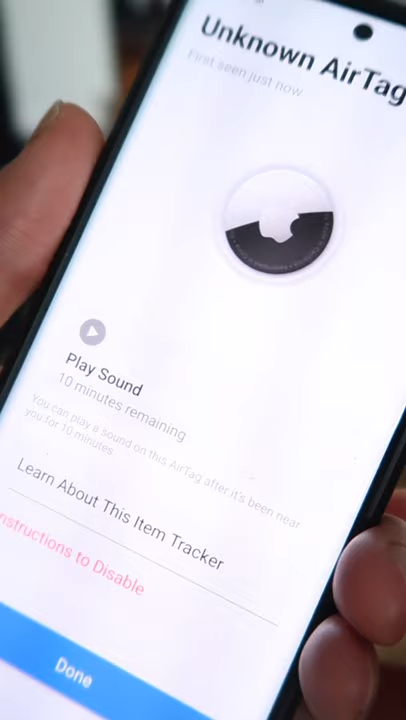 Unknown AirTag
First seen just now
Play Sound
10 minutes remaining
You can play a sound on this AirTag after it's been near
you for 10 minutes
Learn About This Item Tracker
nstructions to Disable
Done